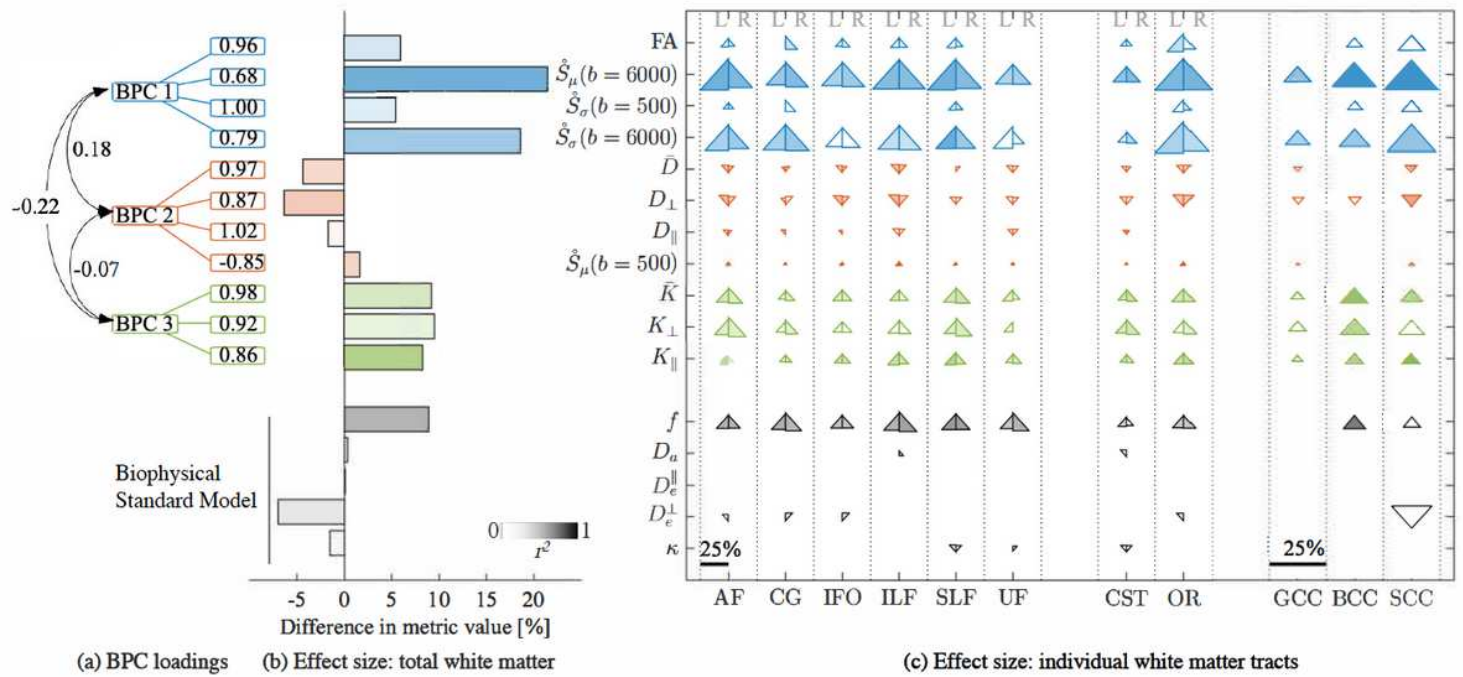 L R L R L R L R L R L R L R L R
FA
0.96
BPC 1
0.68
S̊_μ(b = 6000)
1.00
S̊_σ(b = 500)
0.79
S̊_σ(b = 6000)
0.18
0.97
D̄
-0.22
BPC 2
0.87
D_⊥
1.02
D_∥
-0.07
-0.85
S̊_μ(b = 500)
0.98
K̄
BPC 3
0.92
K_⊥
0.86
K_∥
f
Biophysical
Standard Model
D_a
D_e^∥
D_e^⊥
0 1
r²
κ
25% 25%
-5 0 5 10 15 20
AF CG IFO ILF SLF UF CST OR GCC BCC SCC
Difference in metric value [%]
(a) BPC loadings (b) Effect size: total white matter (c) Effect size: individual white matter tracts